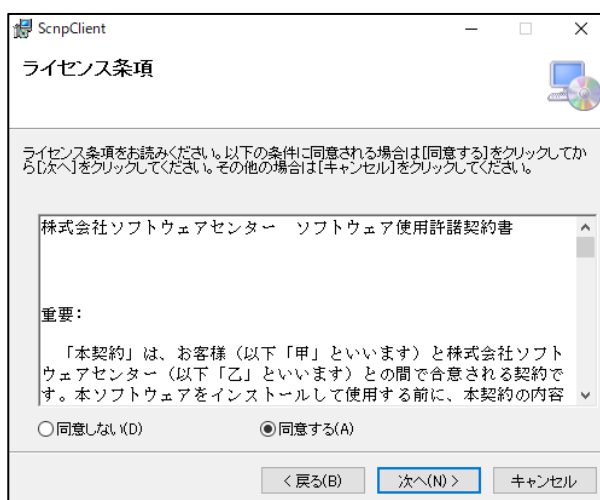 ScnpClient
ライセンス条項
ライセンス条項をお読みください。以下の条件に同意される場合は[同意する]をクリックしてか
ら[次へ]をクリックしてください。その他の場合は[キャンセル]をクリックしてください。
株式会社ソフトウェアセンター　ソフトウェア使用許諾契約書
重要:
「本契約」は、お客様（以下「甲」といいます）と株式会社ソフト
ウェアセンター（以下「乙」といいます）との間で合意される契約で
す。本ソフトウェアをインストールして使用する前に、本契約の内容
同意しない(D)
同意する(A)
< 戻る(B)
次へ(N) >
キャンセル